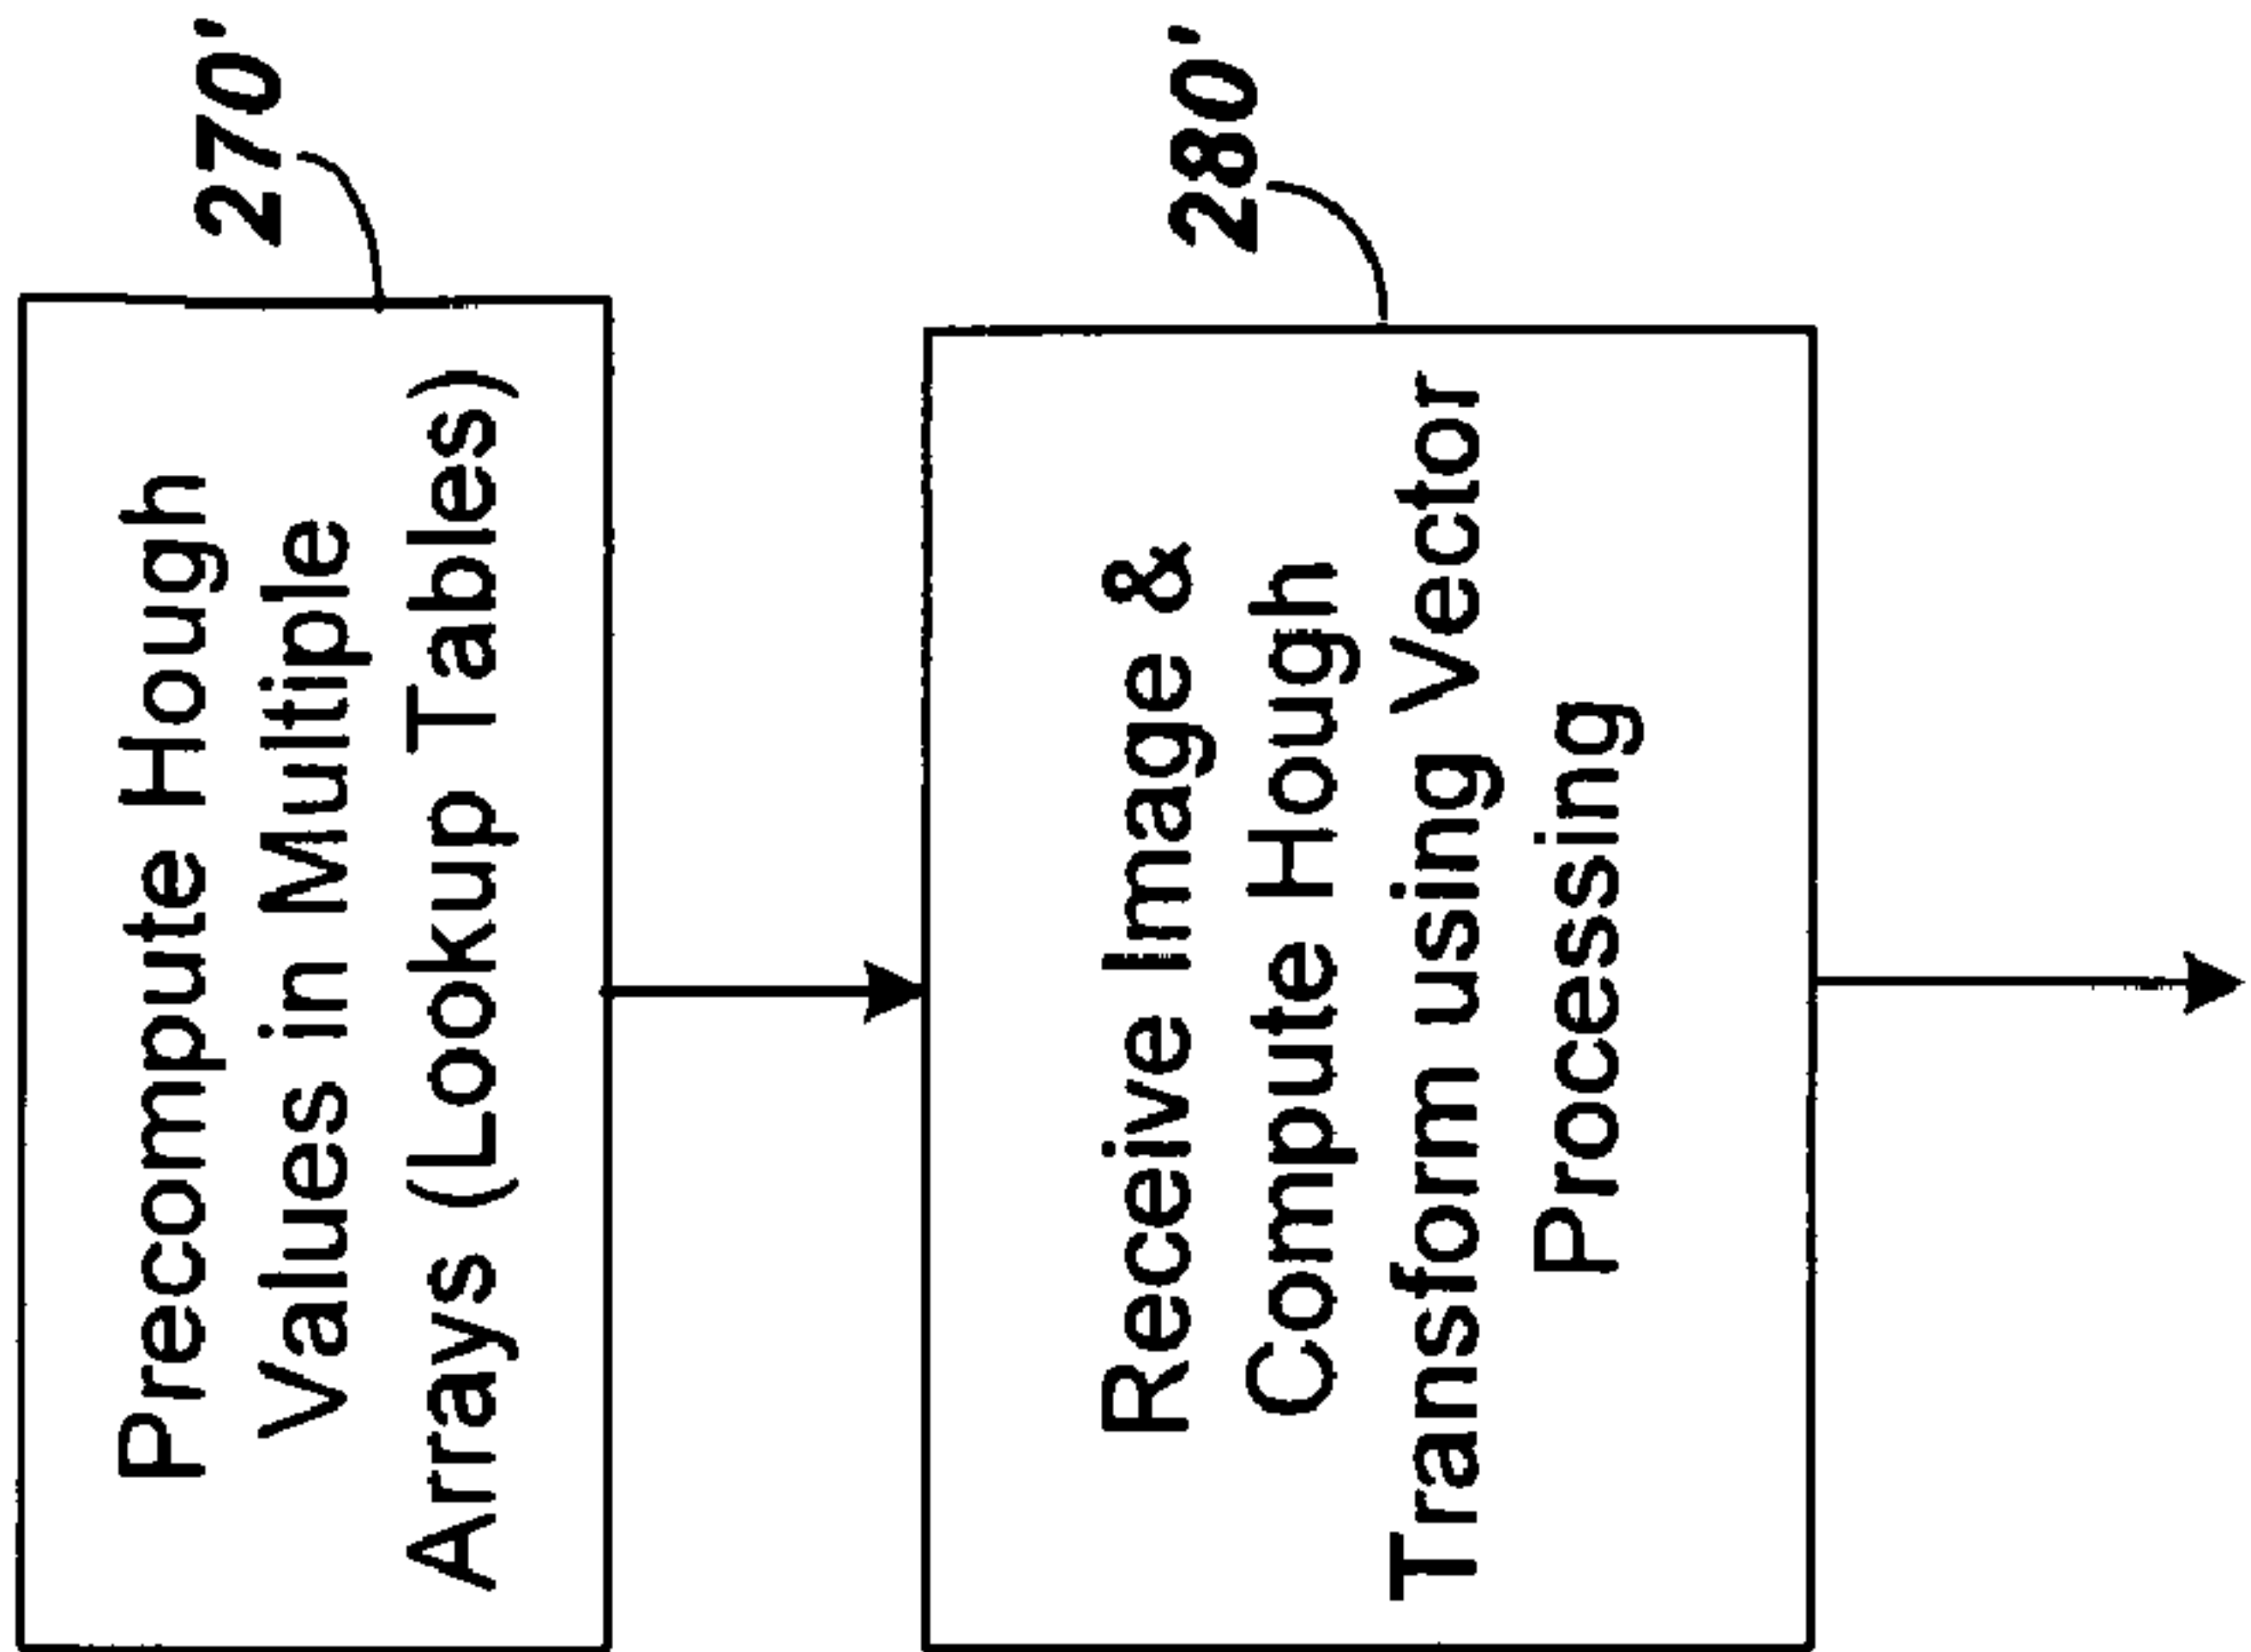 Precompute Hough
Values in Multiple
Arrays (Lookup Tables)
270'
Receive Image &
Compute Hough
Transform using Vector
Processing
280'